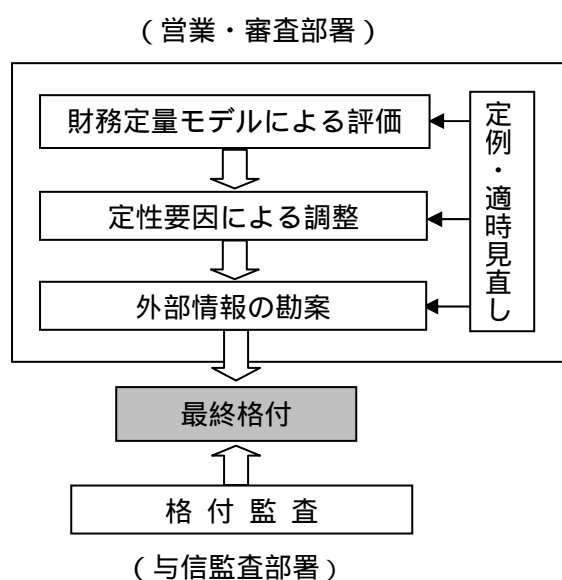 （営業・審査部署）
財務定量モデルによる評価
定性要因による調整
外部情報の勘案
定例・適時見直し
最終格付
格付監査
（与信監査部署）